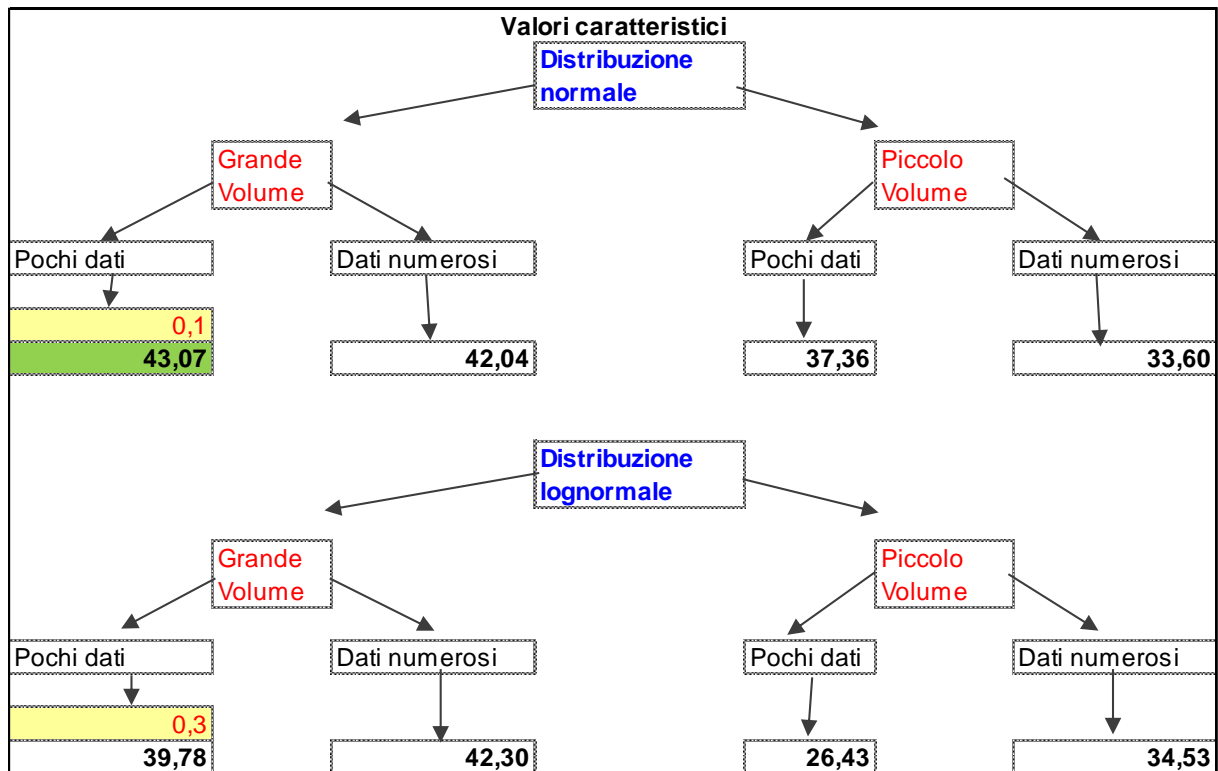 Valori caratteristici
Distribuzione
normale
Grande
Volume
Piccolo
Volume
Pochi dati
Dati numerosi
Pochi dati
Dati numerosi
0,1
43,07
42,04
37,36
33,60
Distribuzione
lognormale
Grande
Volume
Piccolo
Volume
Pochi dati
Dati numerosi
Pochi dati
Dati numerosi
0,3
39,78
42,30
26,43
34,53